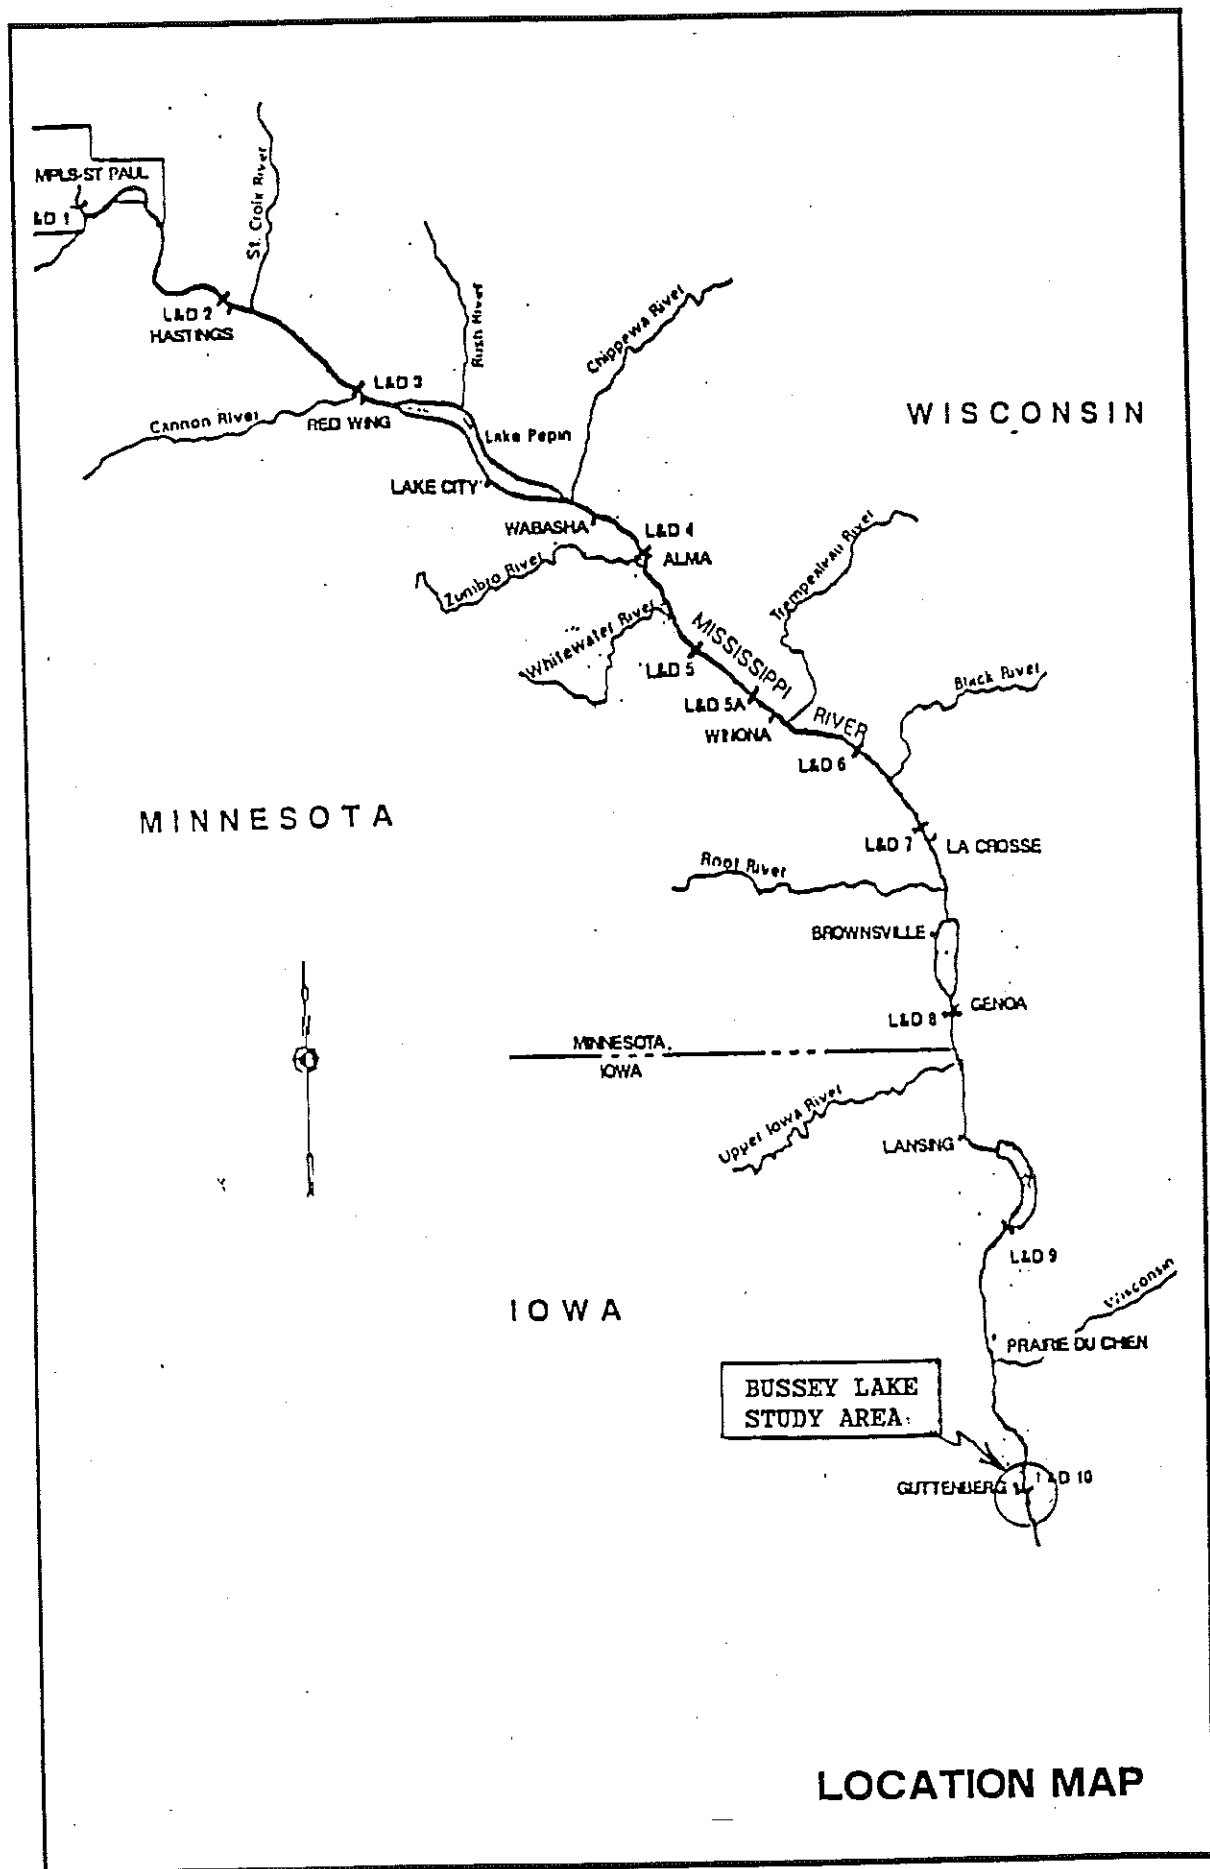 MPLS-ST PAUL
L&D 1
St. Croix River
L&D 2
HASTINGS
Rush River
Chippewa River
L&D 3
RED WING
Cannon River
Lake Pepin
WISCONSIN
LAKE CITY
WABASHA
L&D 4
ALMA
Zumbro River
Trempealeau River
Whitewater River
MISSISSIPPI
RIVER
L&D 5
L&D 5A
WINONA
Black River
L&D 6
MINNESOTA
L&D 7
LA CROSSE
Root River
BROWNSVILLE
GENOA
L&D 8
MINNESOTA
IOWA
Upper Iowa River
LANSING
L&D 9
Wisconsin
IOWA
PRAIRIE DU CHIEN
BUSSEY LAKE
STUDY AREA
GUTTENBERG
L&D 10
LOCATION MAP